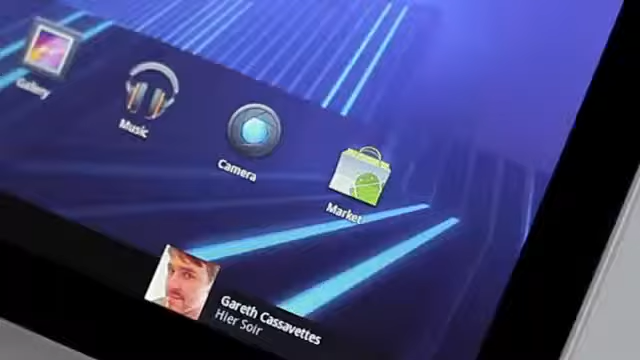 Gallery
Music
Camera
Market
Gareth Cassavettes
Hier Soir